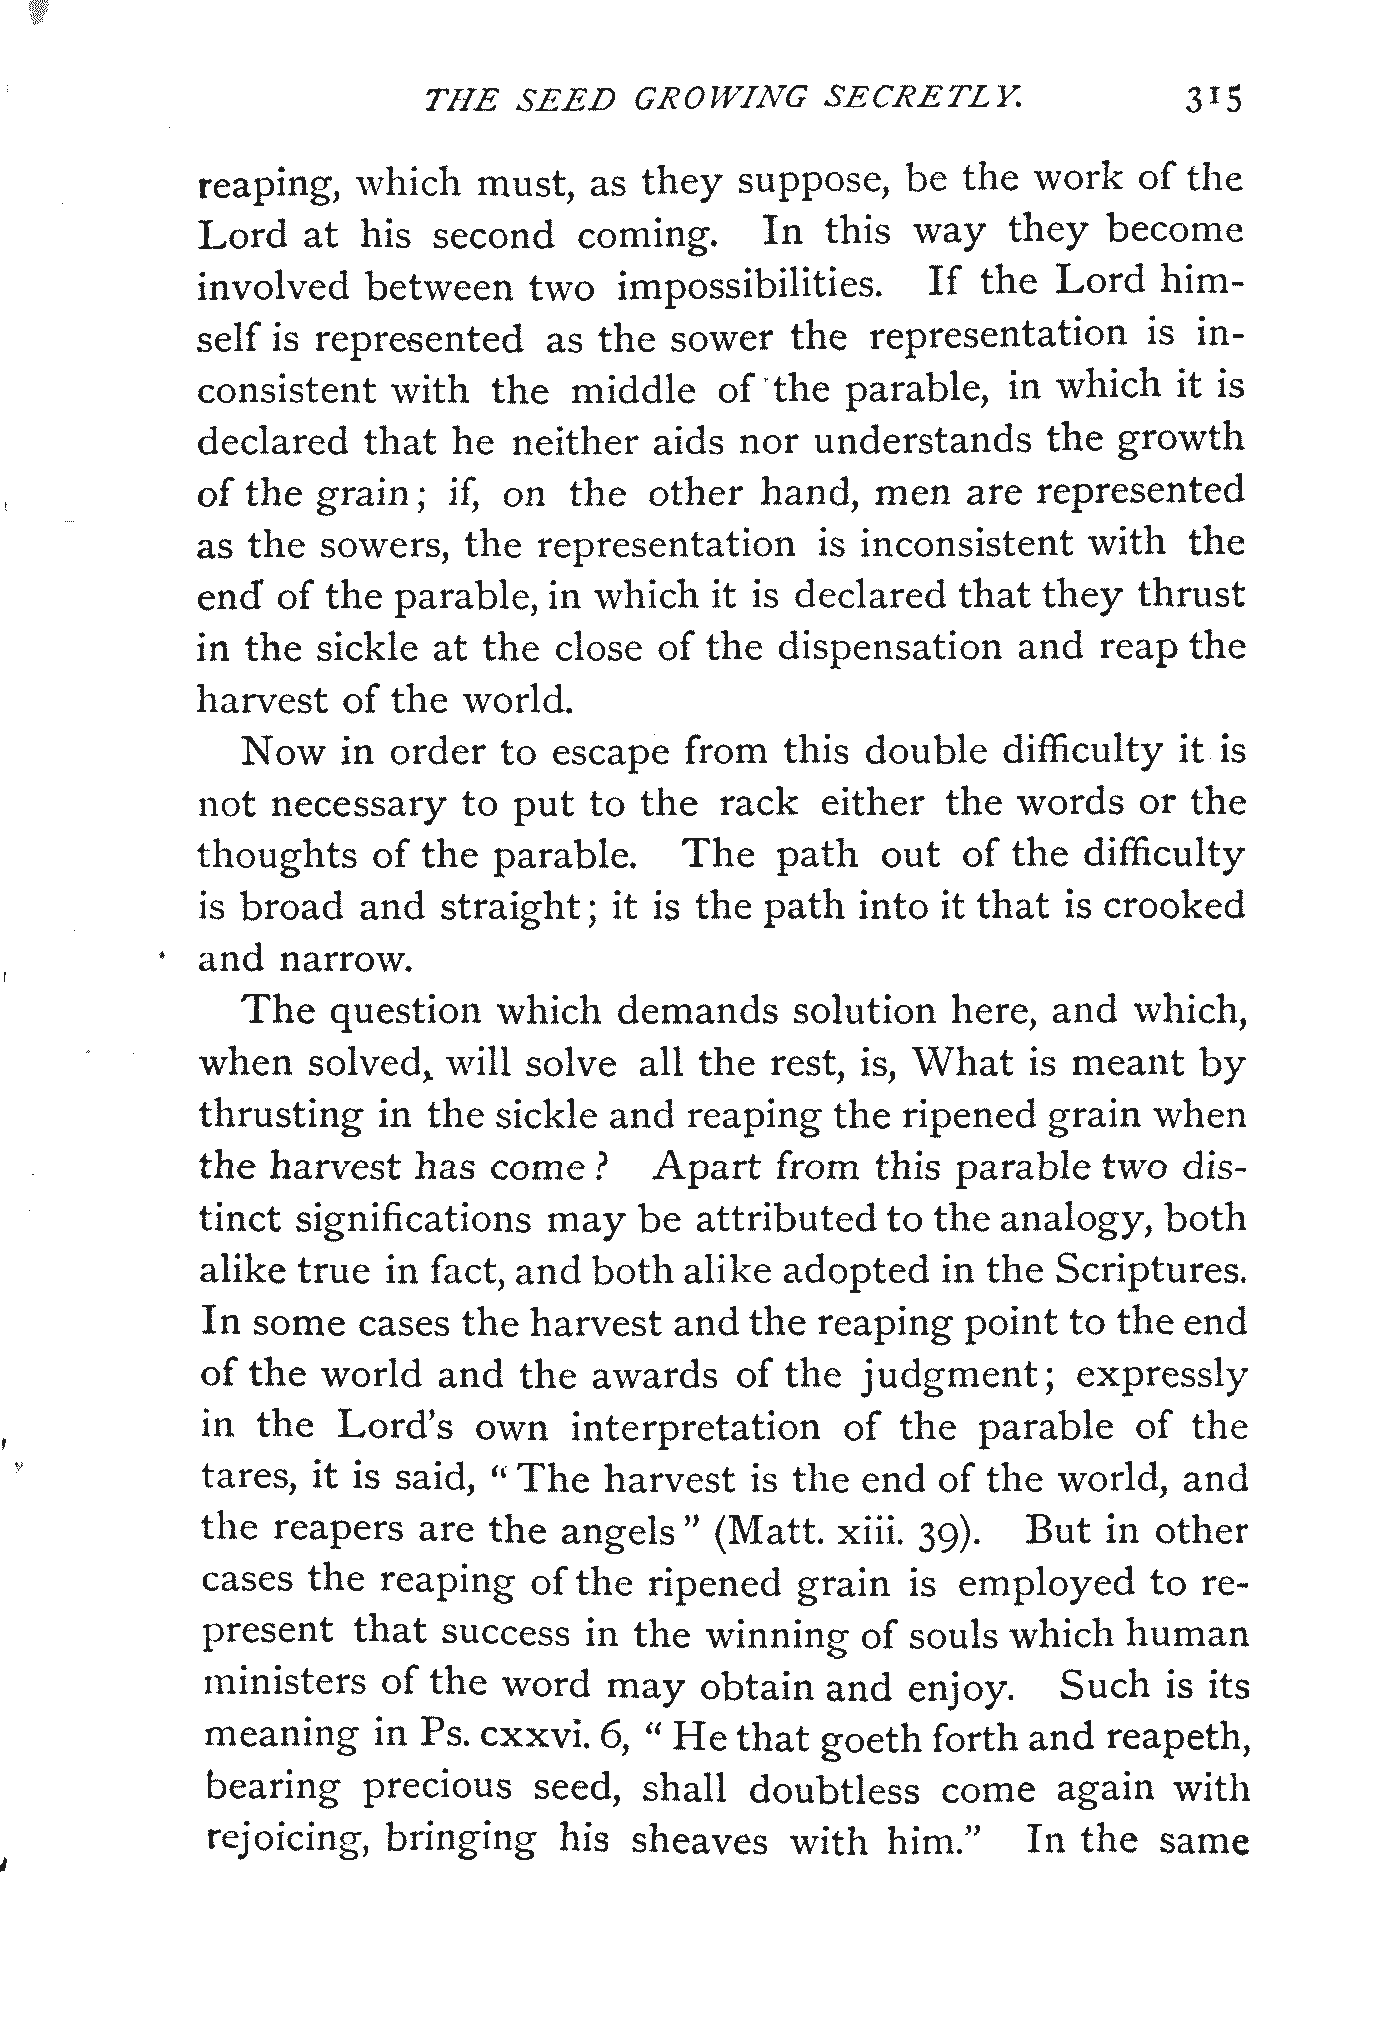 THE SEED GROWING SECRETLY. 315
reaping, which must, as they suppose, be the work of the
Lord at his second coming. In this way they become
involved between two impossibilities. If the Lord him-
self is represented as the sower the representation is in-
consistent with the middle of the parable, in which it is
declared that he neither aids nor understands the growth
of the grain; if, on the other hand, men are represented
as the sowers, the representation is inconsistent with the
end of the parable, in which it is declared that they thrust
in the sickle at the close of the dispensation and reap the
harvest of the world.
Now in order to escape from this double difficulty it is
not necessary to put to the rack either the words or the
thoughts of the parable. The path out of the difficulty
is broad and straight; it is the path into it that is crooked
and narrow.
The question which demands solution here, and which,
when solved, will solve all the rest, is, What is meant by
thrusting in the sickle and reaping the ripened grain when
the harvest has come? Apart from this parable two dis-
tinct significations may be attributed to the analogy, both
alike true in fact, and both alike adopted in the Scriptures.
In some cases the harvest and the reaping point to the end
of the world and the awards of the judgment; expressly
in the Lord's own interpretation of the parable of the
tares, it is said, "The harvest is the end of the world, and
the reapers are the angels" (Matt. xiii. 39). But in other
cases the reaping of the ripened grain is employed to re-
present that success in the winning of souls which human
ministers of the word may obtain and enjoy. Such is its
meaning in Ps. cxxvi. 6, "He that goeth forth and reapeth,
bearing precious seed, shall doubtless come again with
rejoicing, bringing his sheaves with him." In the same